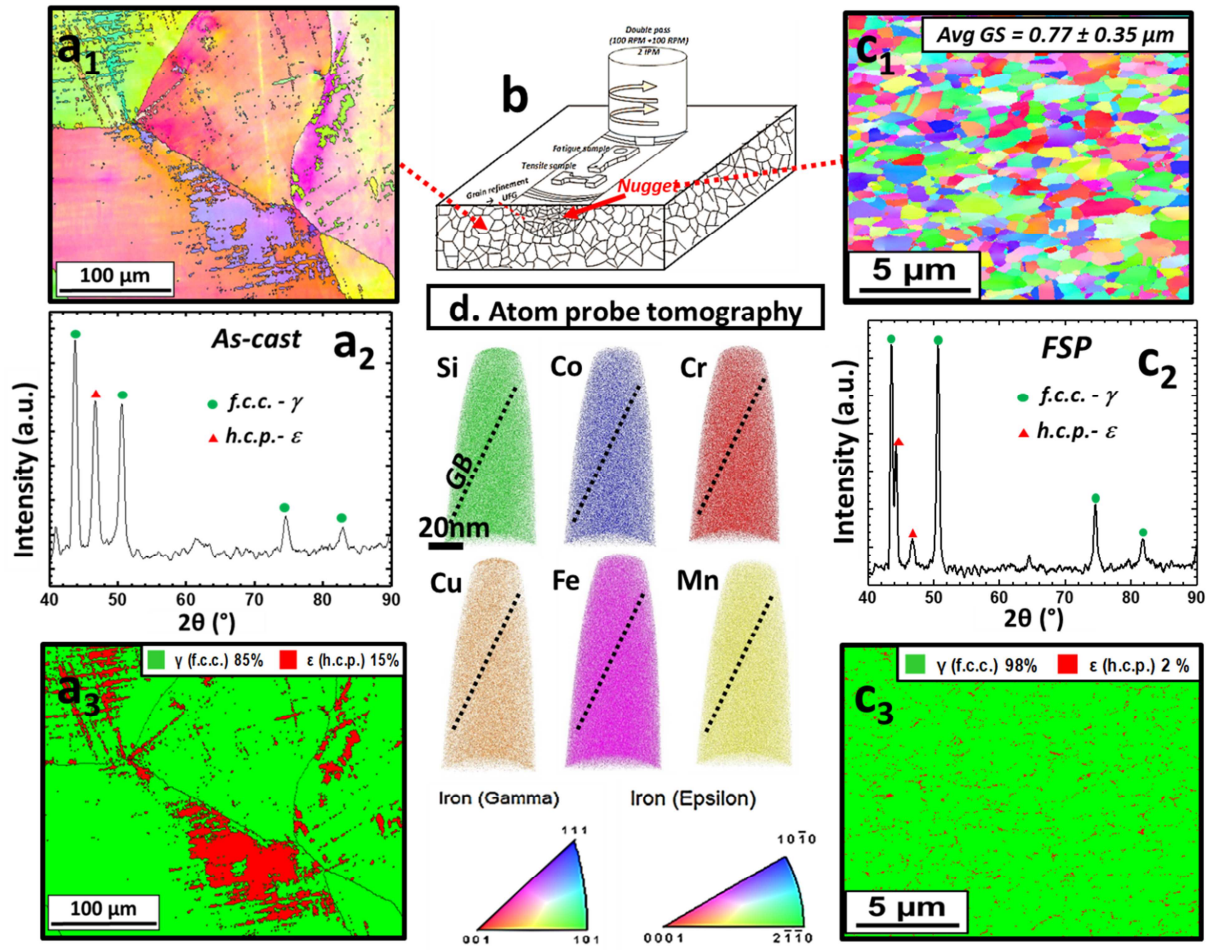 a1
100 µm
b
Double pass
(100 RPM +100 RPM)
2 IPM
Fatigue sample
Tensile sample
Grain refinement
UFG
Nugget
c1
Avg GS = 0.77 ± 0.35 µm
5 µm
a2
As-cast
f.c.c. - γ
h.c.p.- ε
Intensity (a.u.)
40 50 60 70 80 90
2θ (°)
d. Atom probe tomography
Si Co Cr
GB
20nm
Cu Fe Mn
c2
FSP
f.c.c. - γ
h.c.p.- ε
Intensity (a.u.)
40 50 60 70 80 90
2θ (°)
a3
γ (f.c.c.) 85% ε (h.c.p.) 15%
100 µm
Iron (Gamma)
111
001 101
Iron (Epsilon)
101̅0
0001 21̅1̅0
c3
γ (f.c.c.) 98% ε (h.c.p.) 2 %
5 µm